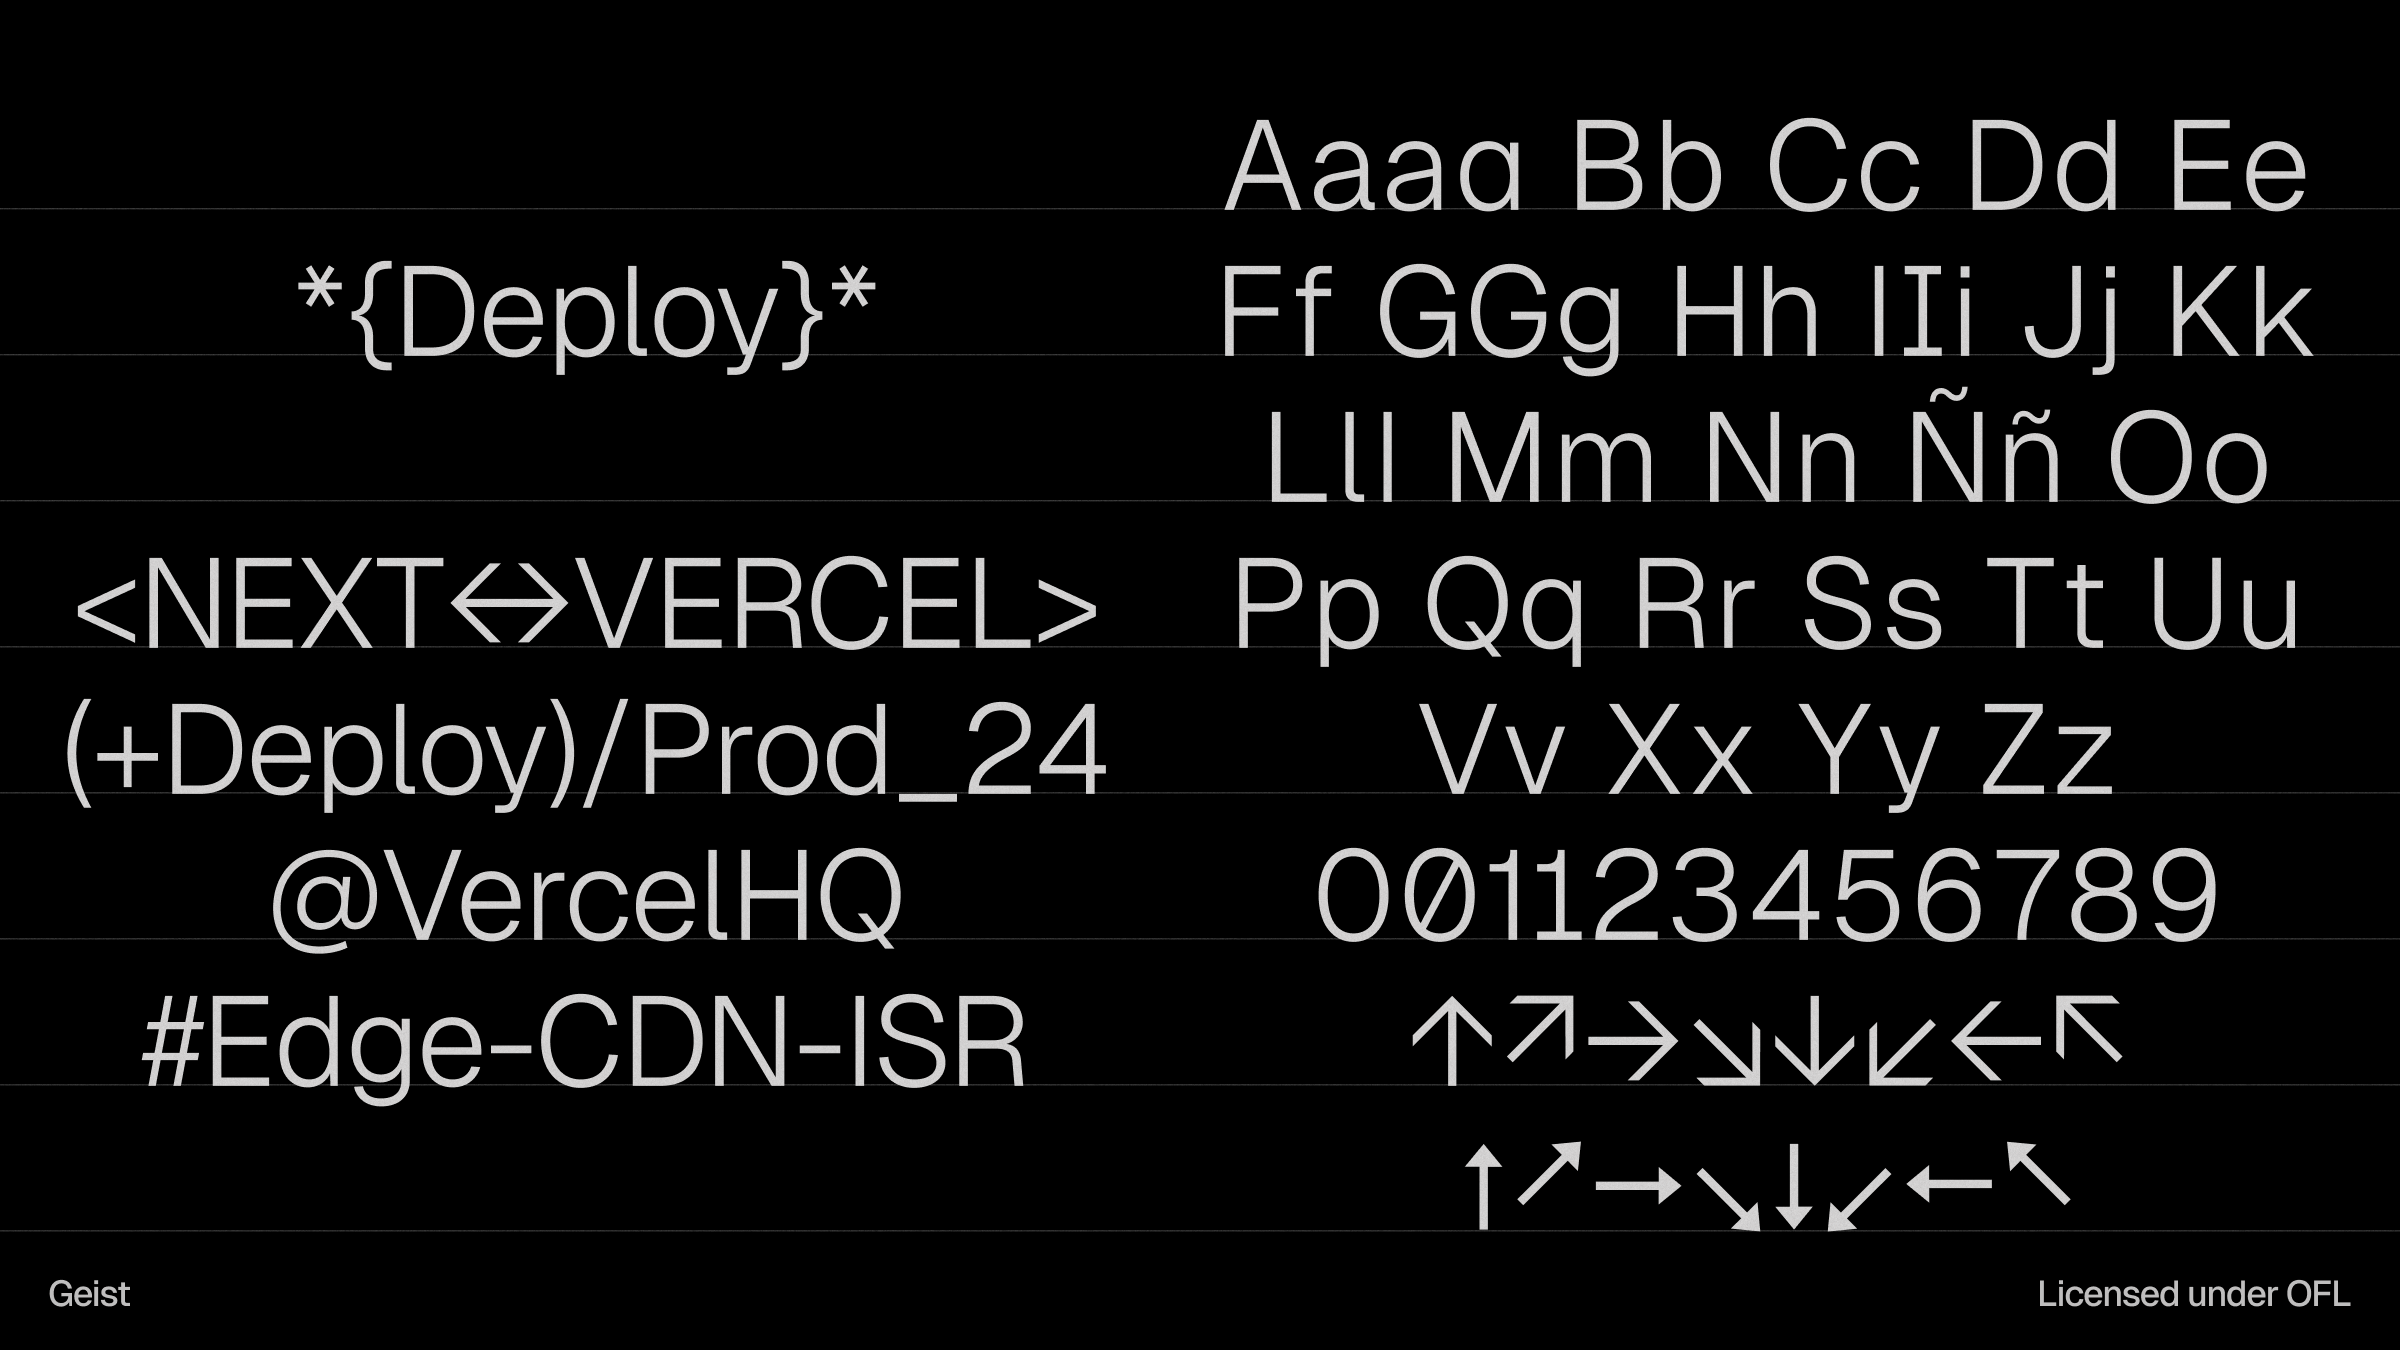 *{Deploy}*
<NEXT↔VERCEL>
(+Deploy)/Prod_24
@VercelHQ
#Edge-CDN-ISR
Aaaa Bb Cc Dd Ee
Ff GGg Hh IIi Jj Kk
Lll Mm Nn Ññ Oo
Pp Qq Rr Ss Tt Uu
Vv Xx Yy Zz
001123456789
↑↗→↘↓↙←↖
↑↗→↘↓↙←↖
Geist
Licensed under OFL